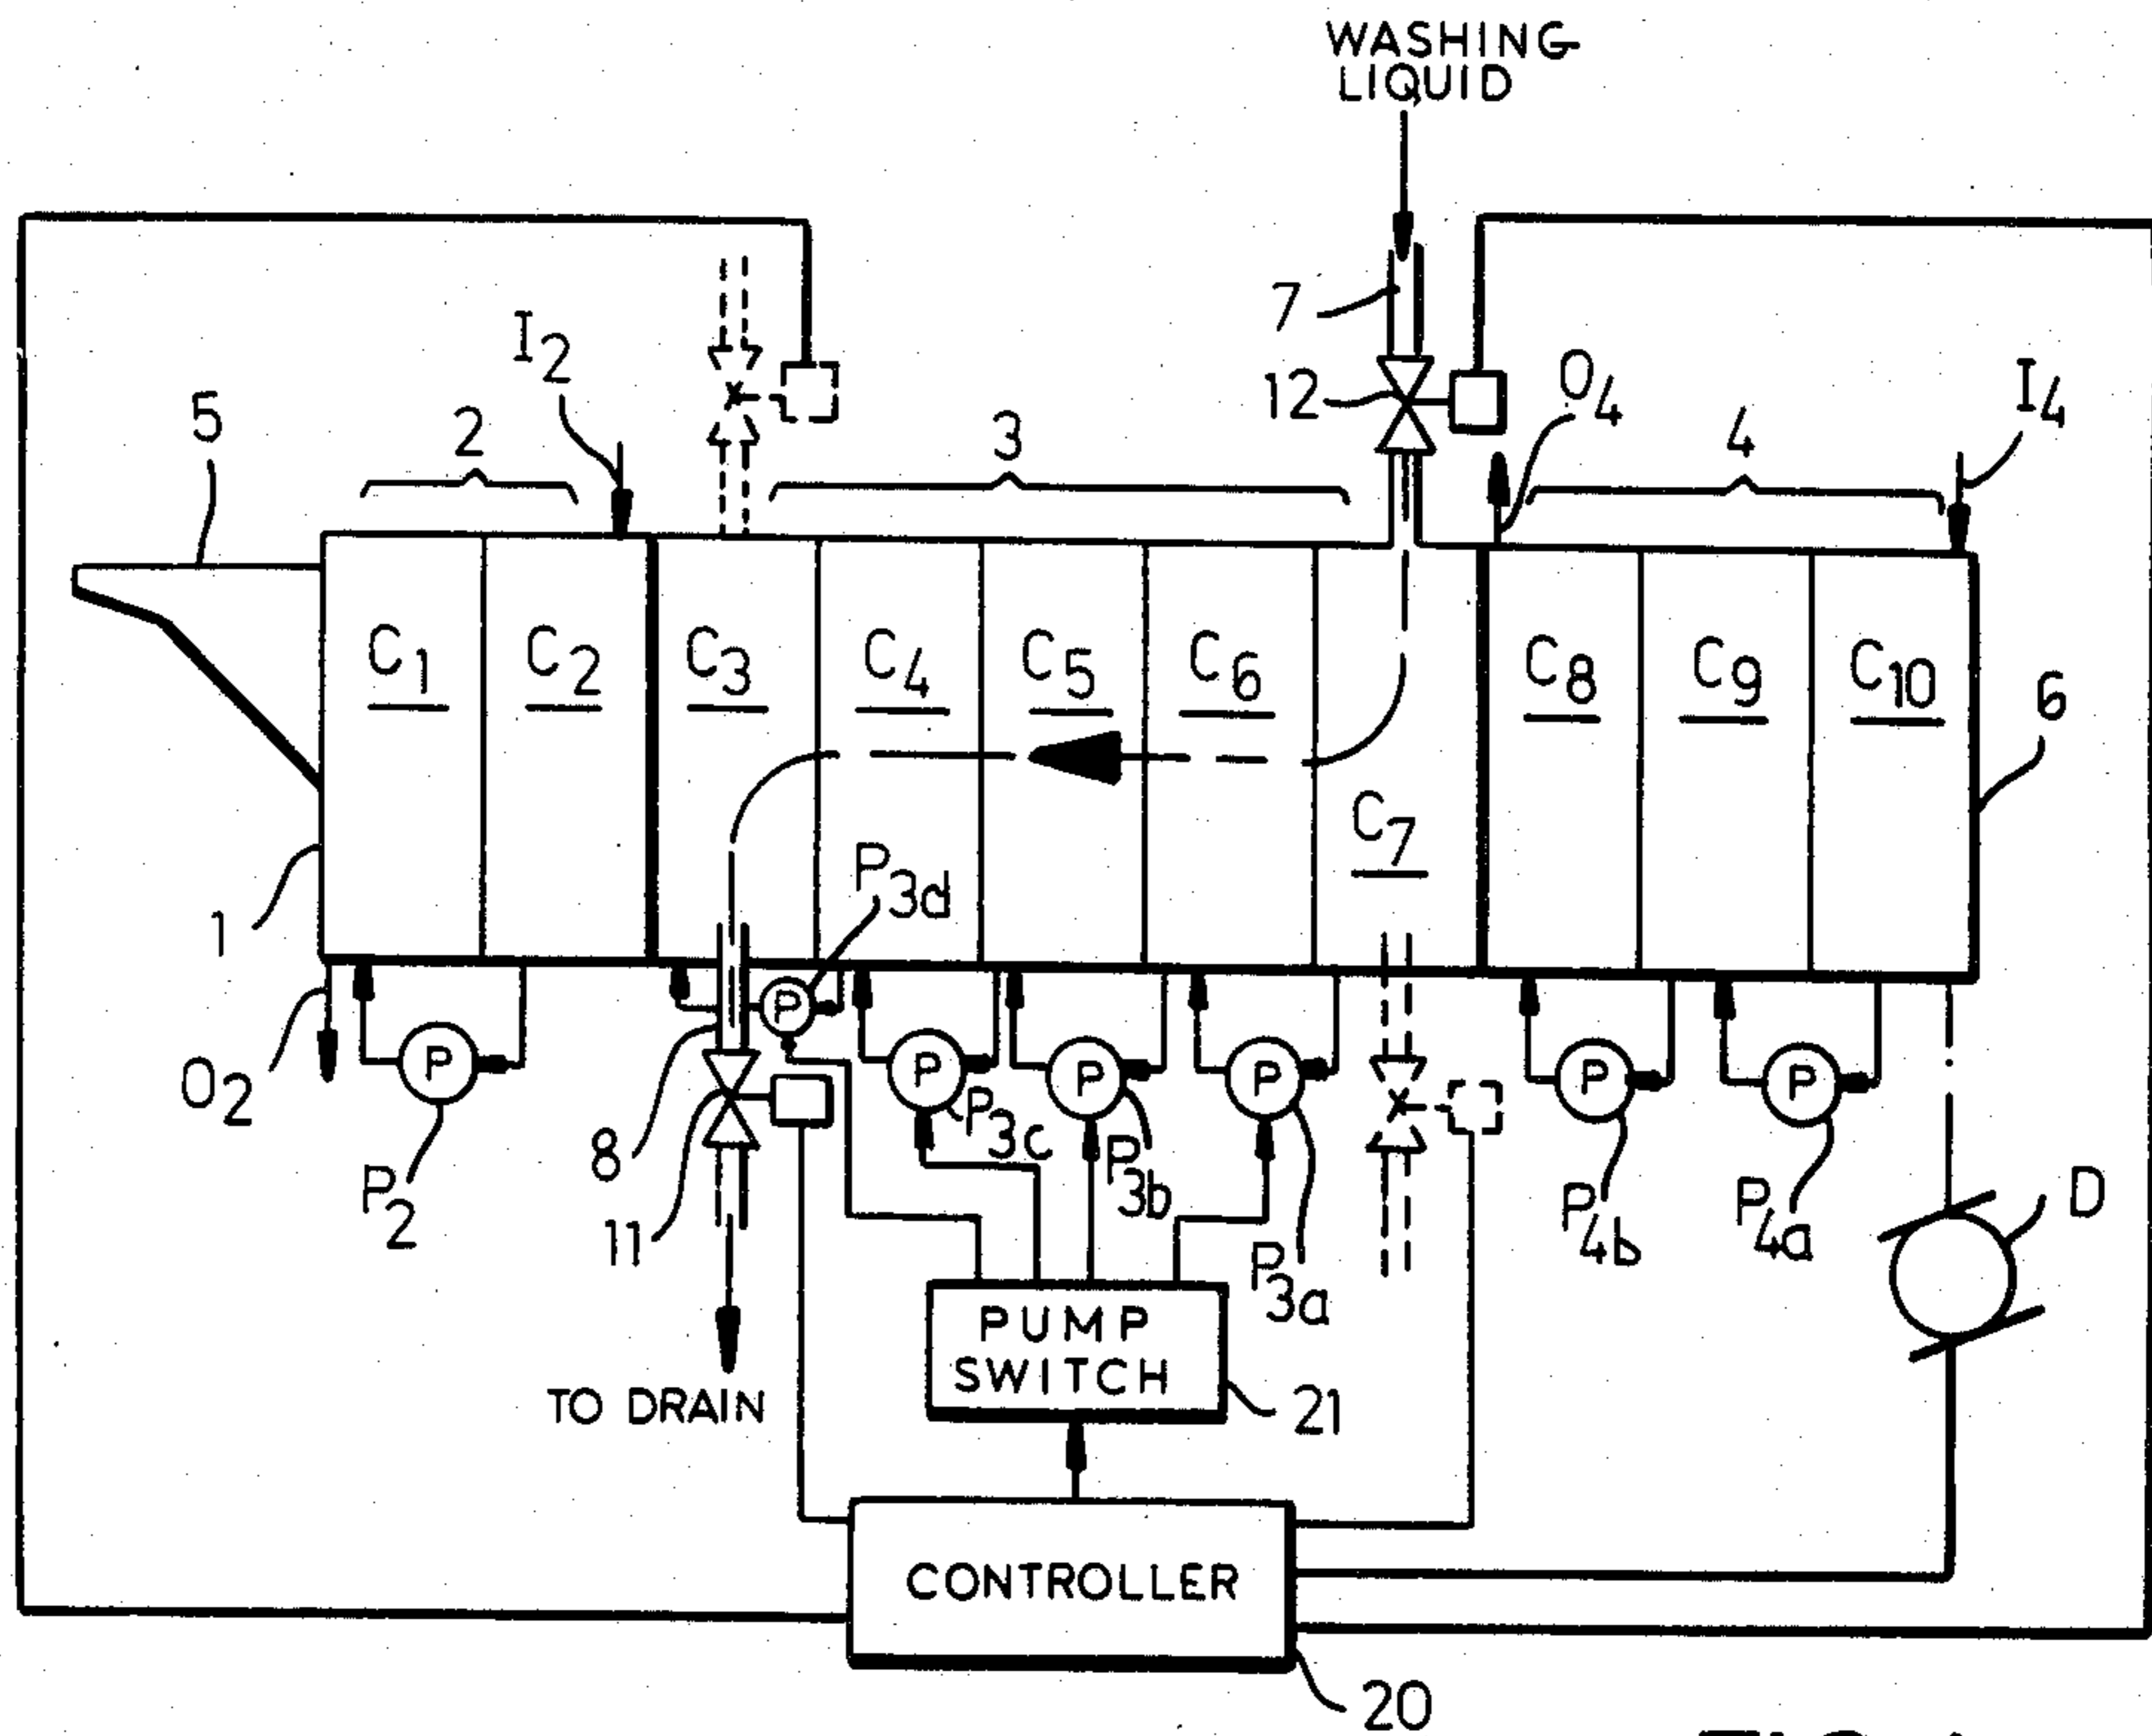 WASHING
LIQUID
7
I2
12
O4
I4
5
2
3
4
C1
C2
C3
C4
C5
C6
C8
C9
C10
6
C7
P3d
1
P
P
P
P
P
P
P
O2
P3c
8
P3b
P2
11
P4b
P4a
D
P3a
PUMP
SWITCH
TO DRAIN
21
CONTROLLER
20